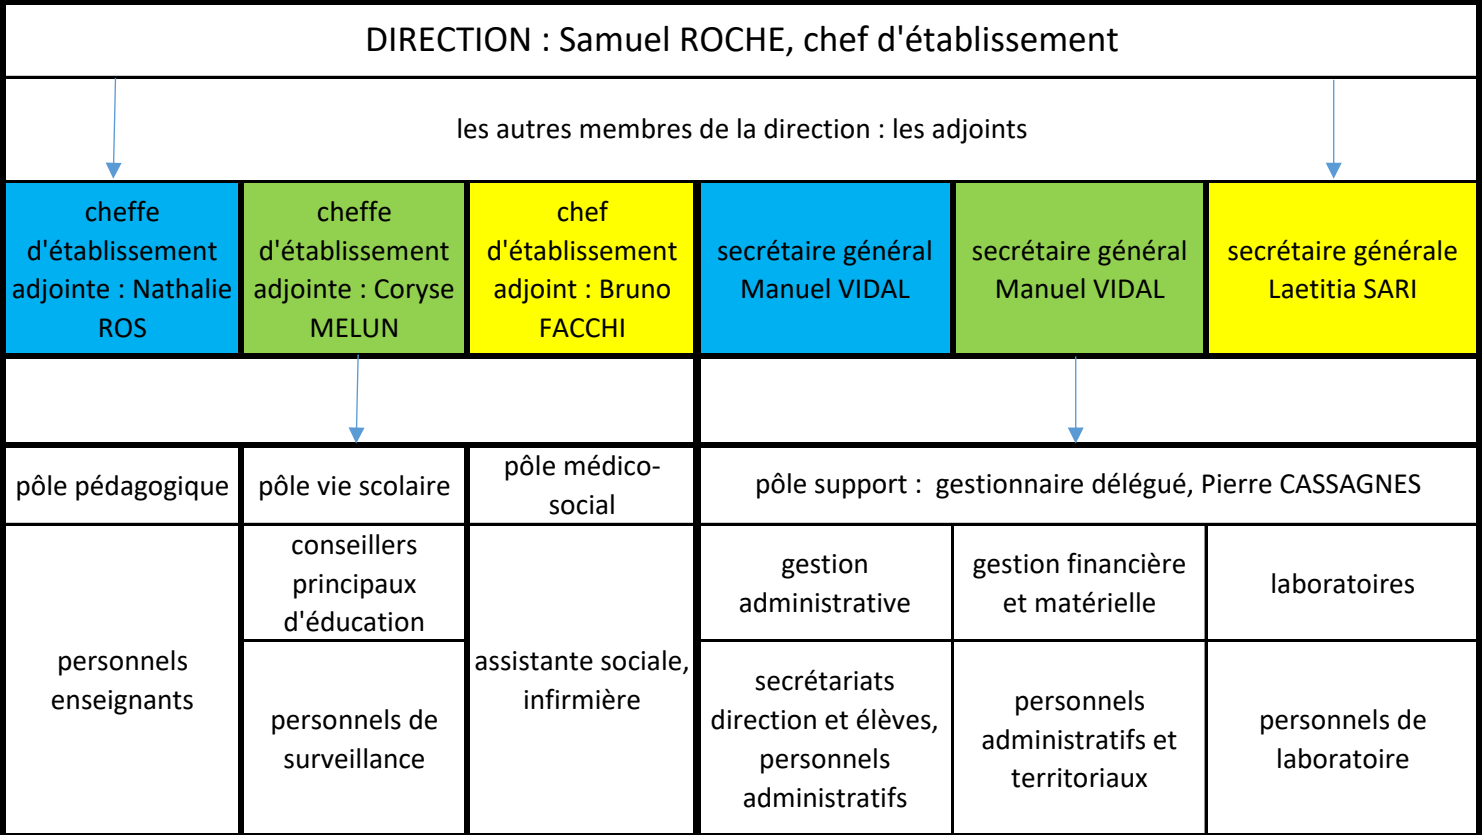 DIRECTION : Samuel ROCHE, chef d'établissement
les autres membres de la direction : les adjoints
cheffe
d'établissement
adjointe : Nathalie
ROS
cheffe
d'établissement
adjointe : Coryse
MELUN
chef
d'établissement
adjoint : Bruno
FACCHI
secrétaire général
Manuel VIDAL
secrétaire général
Manuel VIDAL
secrétaire générale
Laetitia SARI
pôle pédagogique
pôle vie scolaire
pôle médico-
social
pôle support :  gestionnaire délégué, Pierre CASSAGNES
personnels
enseignants
conseillers
principaux
d'éducation
personnels de
surveillance
assistante sociale,
infirmière
gestion
administrative
gestion financière
et matérielle
laboratoires
secrétariats
direction et élèves,
personnels
administratifs
personnels
administratifs et
territoriaux
personnels de
laboratoire